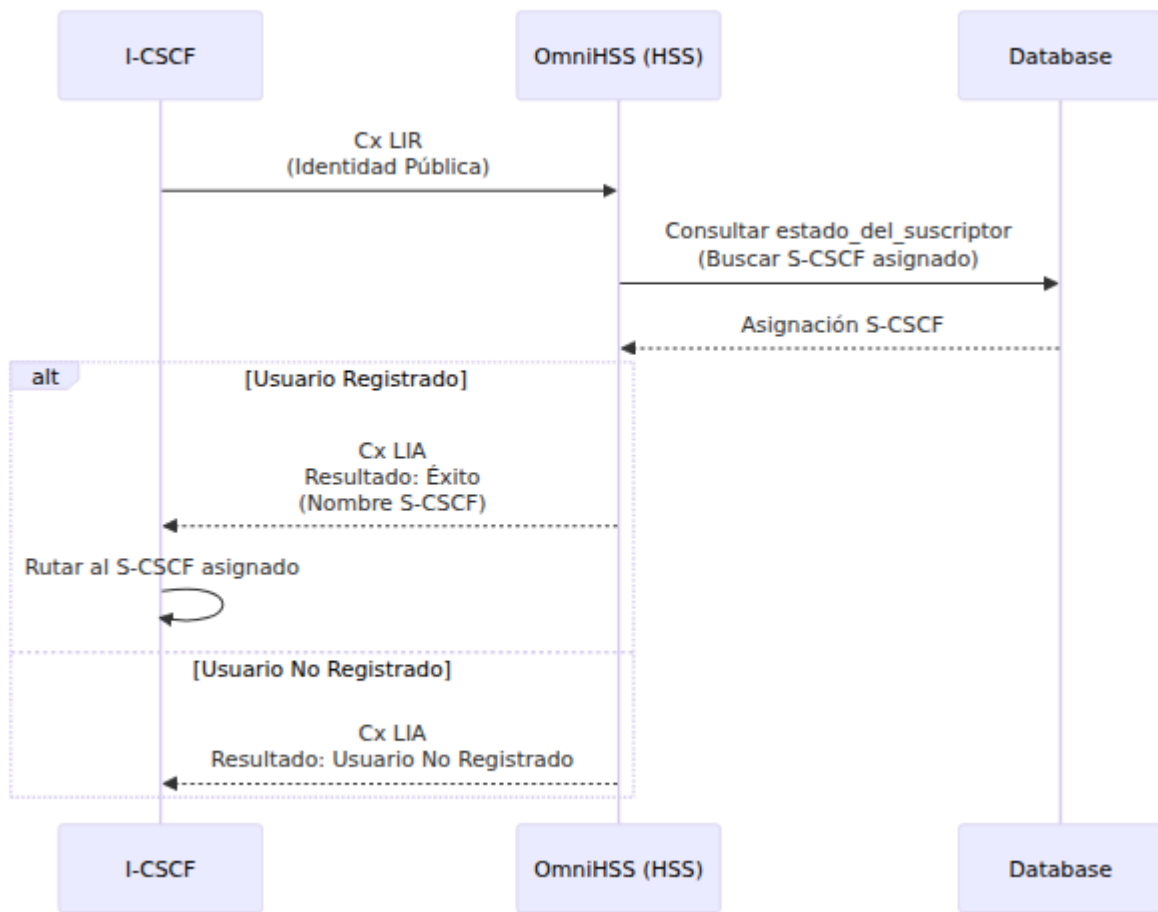 I-CSCF
OmniHSS (HSS)
Database
Cx LIR
(Identidad Pública)
Consultar estado_del_suscriptor
(Buscar S-CSCF asignado)
Asignación S-CSCF
alt
[Usuario Registrado]
Cx LIA
Resultado: Éxito
(Nombre S-CSCF)
Rutar al S-CSCF asignado
[Usuario No Registrado]
Cx LIA
Resultado: Usuario No Registrado
I-CSCF
OmniHSS (HSS)
Database